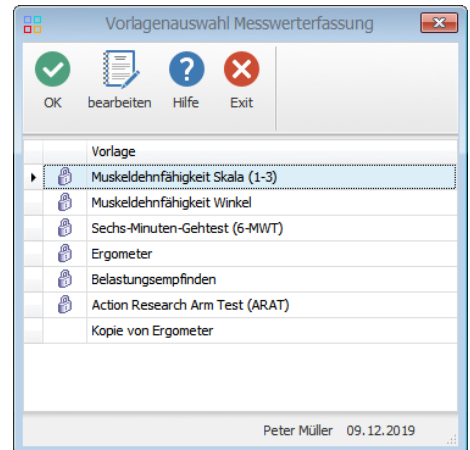 Vorlagenauswahl Messwerterfassung
OK bearbeiten Hilfe Exit
Vorlage
Muskeldehnfähigkeit Skala (1-3)
Muskeldehnfähigkeit Winkel
Sechs-Minuten-Gehtest (6-MWT)
Ergometer
Belastungsempfinden
Action Research Arm Test (ARAT)
Kopie von Ergometer
Peter Müller 09.12.2019